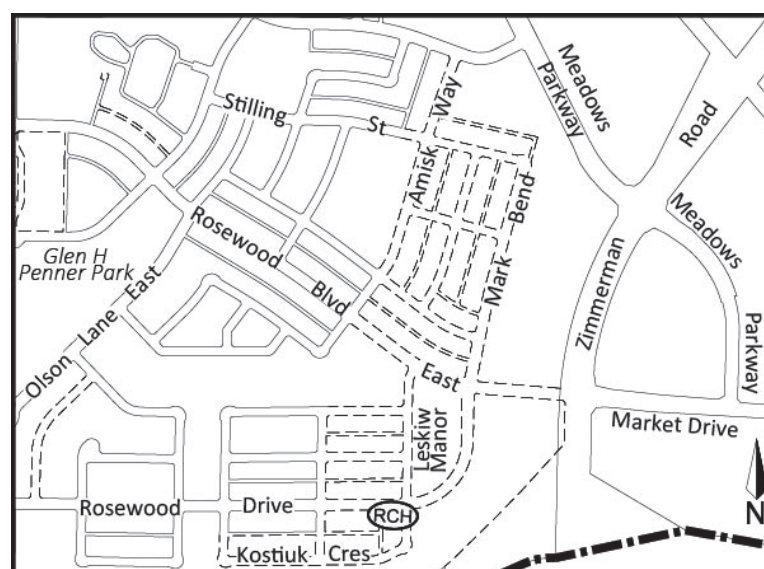 Meadows
Parkway
Way
Road
Stilling
St
Amisk
Bend
Meadows
Rosewood
Glen H
Penner Park
Blvd
Mark
Zimmerman
Olson Lane East
East
Parkway
Leskiw
Manor
Market Drive
Rosewood
Drive
RCH
N
Kostiuk
Cres